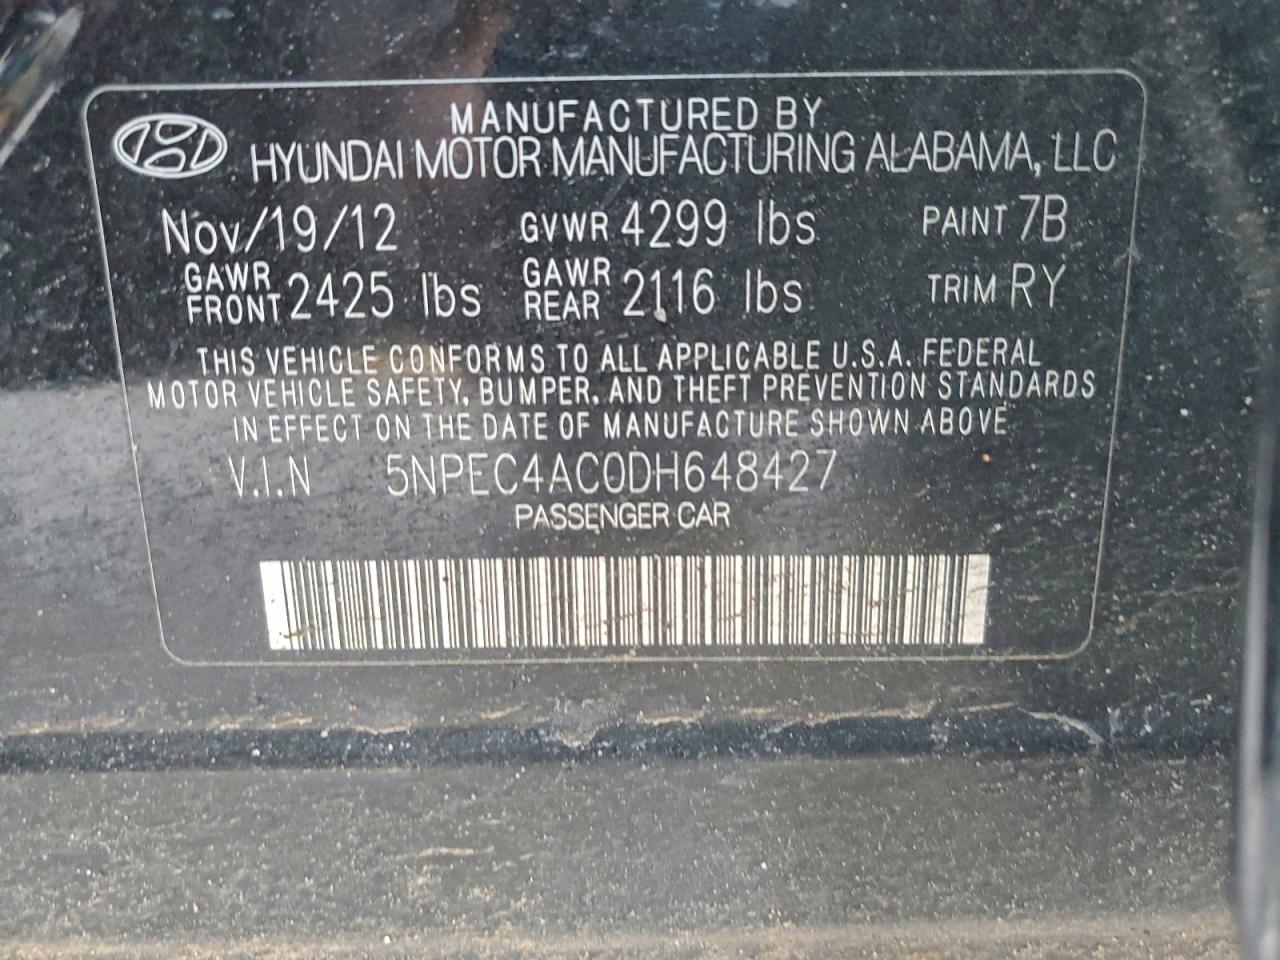 MANUFACTURED BY
HYUNDAI MOTOR MANUFACTURING ALABAMA, LLC
Nov/19/12 GVWR 4299 lbs PAINT 7B
GAWR FRONT 2425 lbs GAWR REAR 2116 lbs TRIM RY
THIS VEHICLE CONFORMS TO ALL APPLICABLE U.S.A. FEDERAL
MOTOR VEHICLE SAFETY, BUMPER, AND THEFT PREVENTION STANDARDS
IN EFFECT ON THE DATE OF MANUFACTURE SHOWN ABOVE
V.I.N 5NPEC4AC0DH648427
PASSENGER CAR